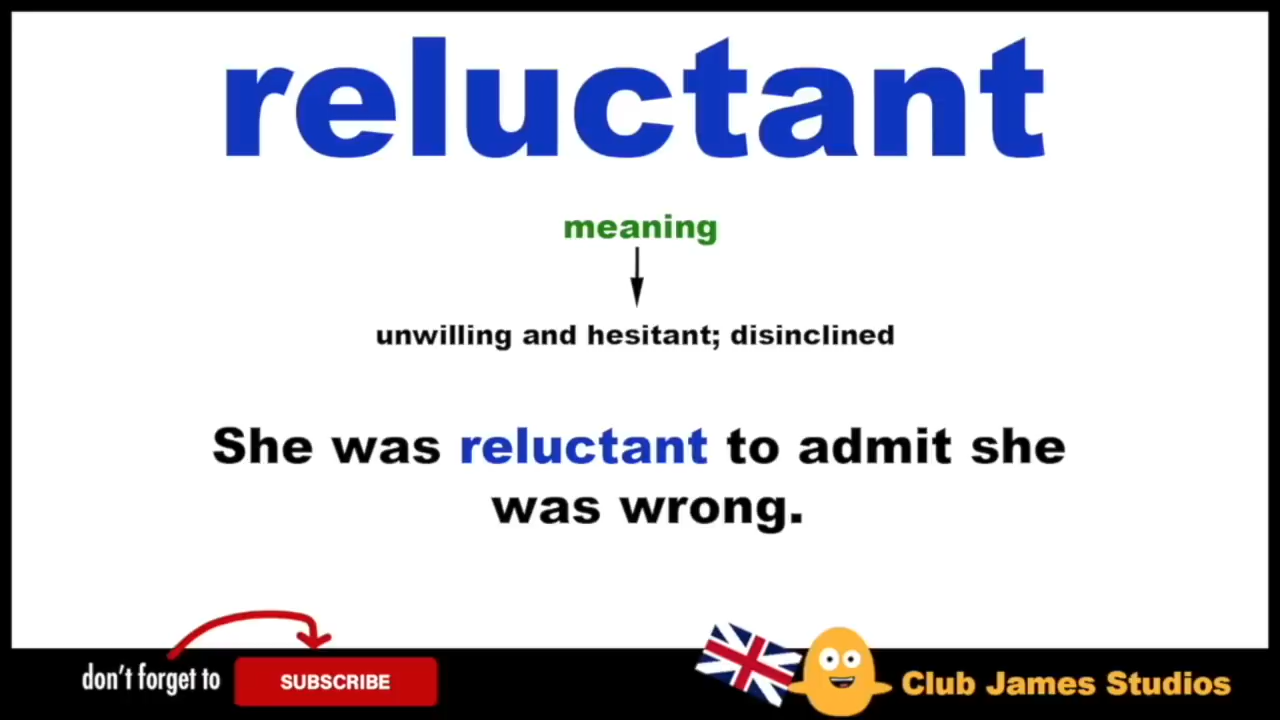 reluctant
meaning
unwilling and hesitant; disinclined
She was reluctant to admit she
was wrong.
don't forget to SUBSCRIBE
Club James Studios